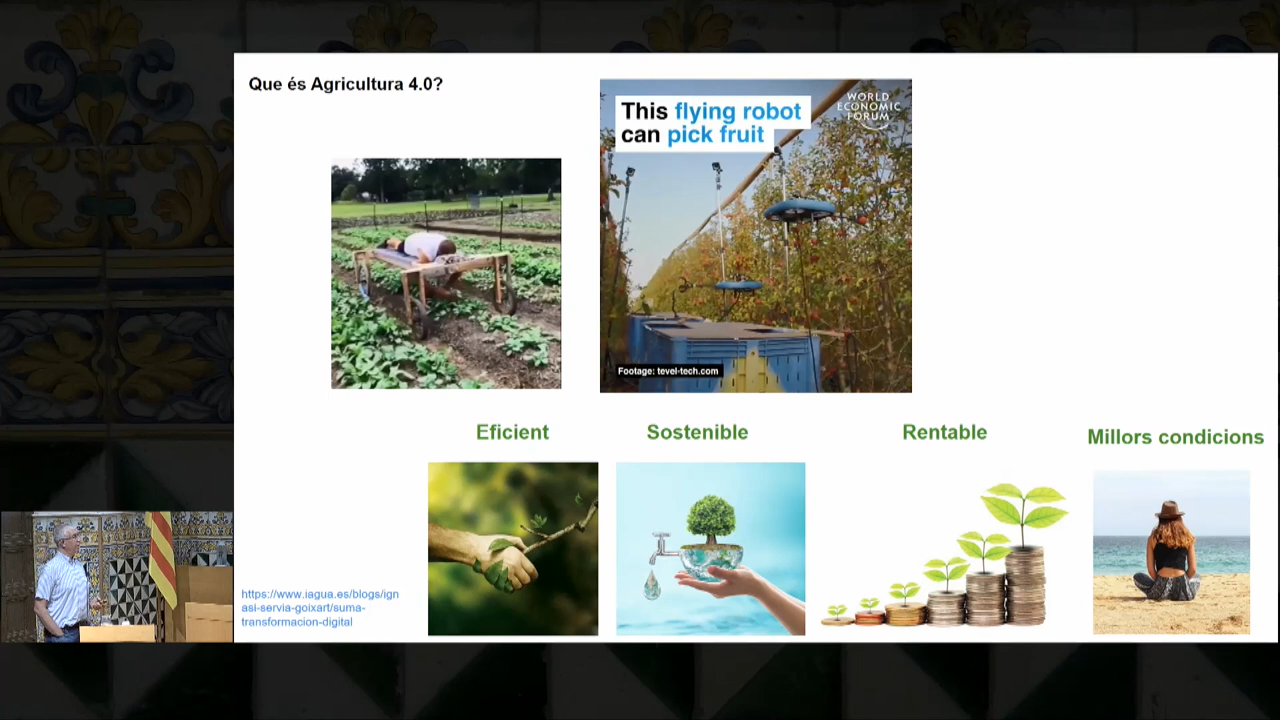 Que és Agricultura 4.0?
This flying robot
can pick fruit
WORLD
ECONOMIC
FORUM
Footage: tevel-tech.com
Eficient
Sostenible
Rentable
Millors condicions
https://www.iagua.es/blogs/ign
asi-servia-goixart/suma-
transformacion-digital